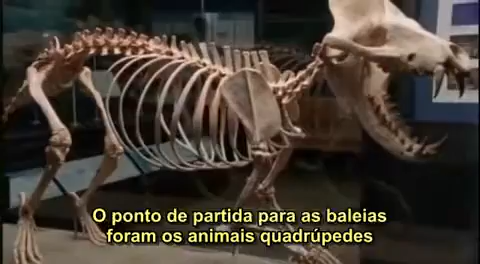 O ponto de partida para as baleias
foram os animais quadrúpedes